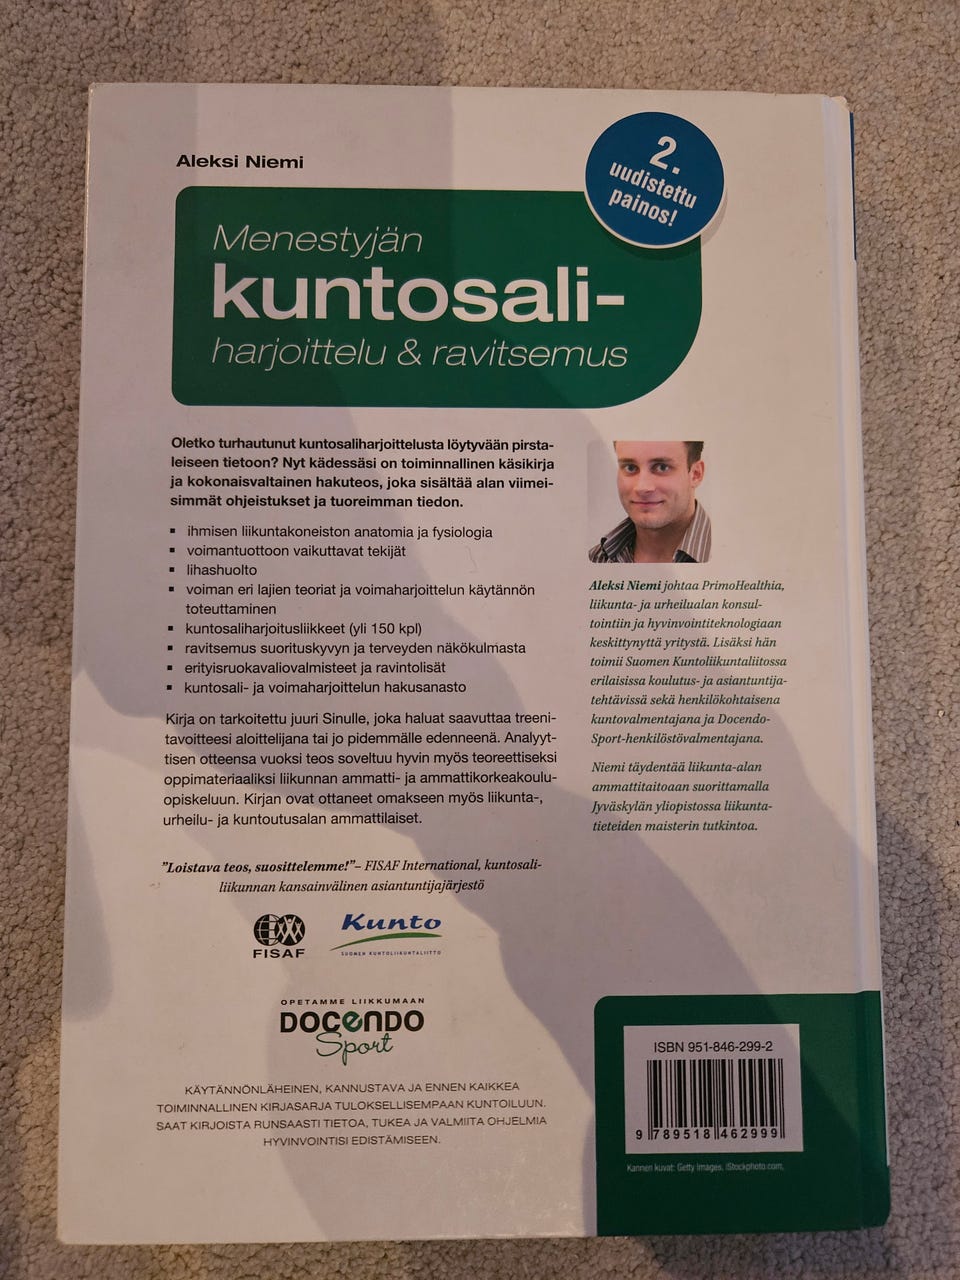 Aleksi Niemi
2.
uudistettu
painos!
Menestyjän
kuntosali-
harjoittelu & ravitsemus
Oletko turhautunut kuntosaliharjoittelusta löytyvään pirsta-
leiseen tietoon? Nyt kädessäsi on toiminnallinen käsikirja
ja kokonaisvaltainen hakuteos, joka sisältää alan viimei-
simmät ohjeistukset ja tuoreimman tiedon.
▪ ihmisen liikuntakoneiston anatomia ja fysiologia
▪ voimantuottoon vaikuttavat tekijät
▪ lihashuolto
▪ voiman eri lajien teoriat ja voimaharjoittelun käytännön
toteuttaminen
▪ kuntosaliharjoitusliikkeet (yli 150 kpl)
▪ ravitsemus suorituskyvyn ja terveyden näkökulmasta
▪ erityisruokavaliovalmisteet ja ravintolisät
▪ kuntosali- ja voimaharjoittelun hakusanasto
Kirja on tarkoitettu juuri Sinulle, joka haluat saavuttaa treeni-
tavoitteesi aloittelijana tai jo pidemmälle edenneenä. Analyyt-
tisen otteensa vuoksi teos soveltuu hyvin myös teoreettiseksi
oppimateriaaliksi liikunnan ammatti- ja ammattikorkeakoulu-
opiskeluun. Kirjan ovat ottaneet omakseen myös liikunta-,
urheilu- ja kuntoutusalan ammattilaiset.
"Loistava teos, suosittelemme!"– FISAF International, kuntosali-
liikunnan kansainvälinen asiantuntijajärjestö
FISAF
Kunto
SUOMEN KUNTOLIIKUNTALIITTO
OPETAMME LIIKKUMAAN
DOCENDO
Sport
KÄYTÄNNÖNLÄHEINEN, KANNUSTAVA JA ENNEN KAIKKEA
TOIMINNALLINEN KIRJASARJA TULOKSELLISEMPAAN KUNTOILUUN.
SAAT KIRJOISTA RUNSAASTI TIETOA, TUKEA JA VALMIITA OHJELMIA
HYVINVOINTISI EDISTÄMISEEN.
Aleksi Niemi johtaa PrimoHealthia,
liikunta- ja urheilualan konsul-
tointiin ja hyvinvointiteknologiaan
keskittynyttä yritystä. Lisäksi hän
toimii Suomen Kuntoliikuntaliitossa
erilaisissa koulutus- ja asiantuntija-
tehtävissä sekä henkilökohtaisena
kuntovalmentajana ja Docendo-
Sport-henkilöstövalmentajana.
Niemi täydentää liikunta-alan
ammattitaitoaan suorittamalla
Jyväskylän yliopistossa liikunta-
tieteiden maisterin tutkintoa.
ISBN 951-846-299-2
9 789518 462999
Kannen kuvat: Getty Images, iStockphoto.com,